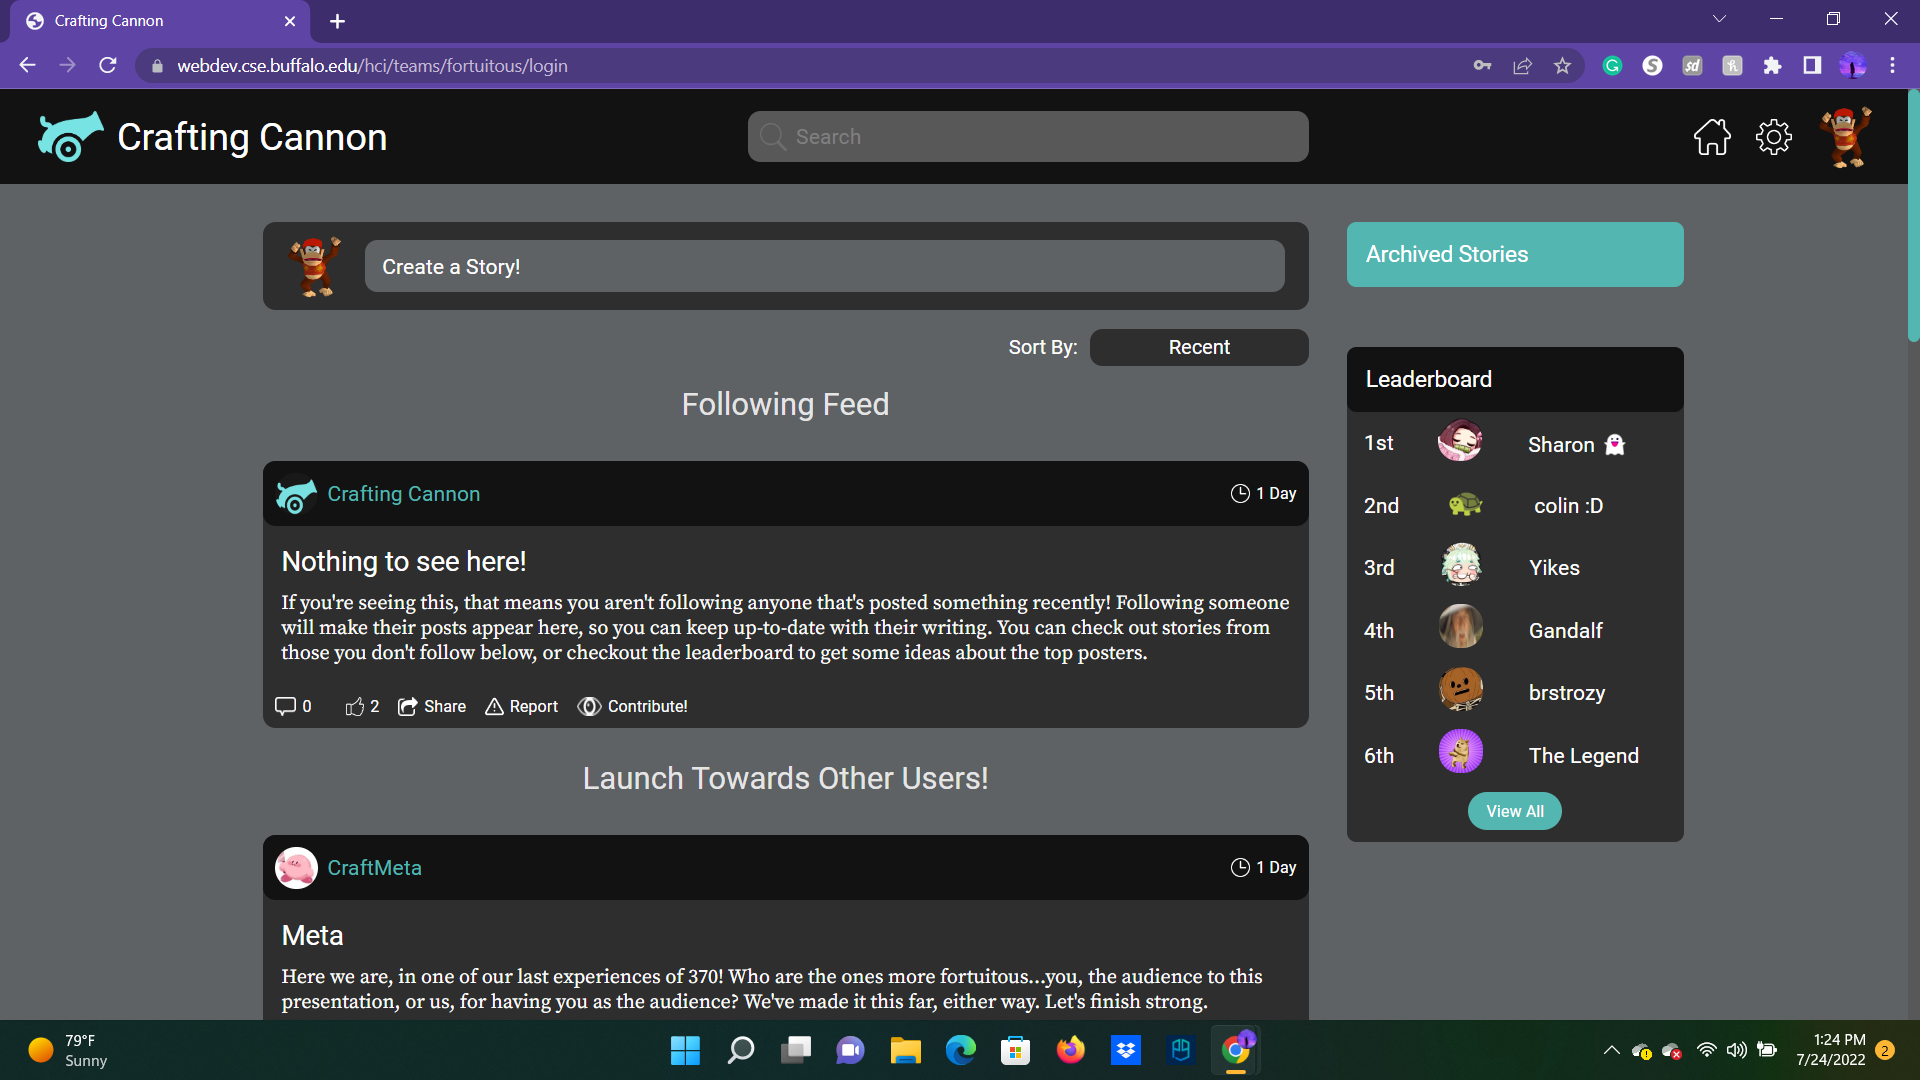 Crafting Cannon
webdev.cse.buffalo.edu/hci/teams/fortuitous/login
Crafting Cannon
Search
Create a Story!
Archived Stories
Sort By:
Recent
Following Feed
Leaderboard
1st Sharon 👻
2nd colin :D
3rd Yikes
4th Gandalf
5th brstrozy
6th The Legend
View All
Crafting Cannon
1 Day
Nothing to see here!
If you're seeing this, that means you aren't following anyone that's posted something recently! Following someone
will make their posts appear here, so you can keep up-to-date with their writing. You can check out stories from
those you don't follow below, or checkout the leaderboard to get some ideas about the top posters.
0 2 Share Report Contribute!
Launch Towards Other Users!
CraftMeta
1 Day
Meta
Here we are, in one of our last experiences of 370! Who are the ones more fortuitous...you, the audience to this
presentation, or us, for having you as the audience? We've made it this far, either way. Let's finish strong.
79°F
Sunny
1:24 PM
7/24/2022
2